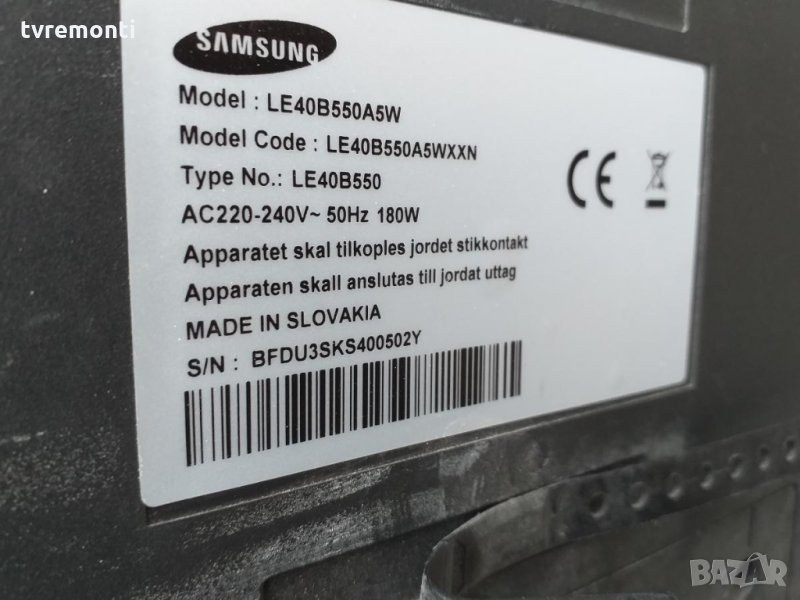 tvremonti
SAMSUNG
Model : LE40B550A5W
Model Code : LE40B550A5WXXN
Type No.: LE40B550
AC220-240V~ 50Hz 180W
Apparatet skal tilkoples jordet stikkontakt
Apparaten skall anslutas till jordat uttag
MADE IN SLOVAKIA
S/N : BFDU3SKS400502Y
CE
BAZAR